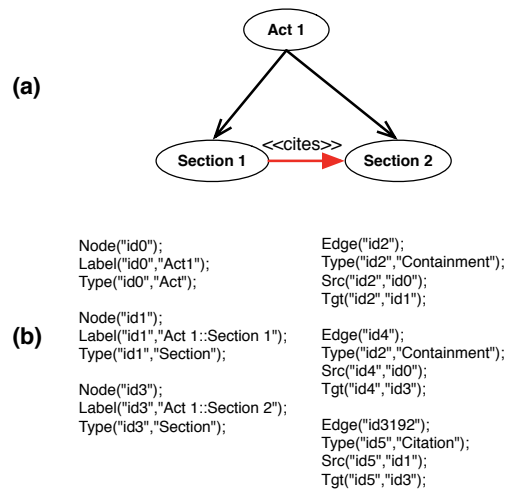 Act 1
(a)
<<cites>>
Section 1
Section 2
(b)
Node("id0");
Label("id0","Act1");
Type("id0","Act");
Node("id1");
Label("id1","Act 1::Section 1");
Type("id1","Section");
Node("id3");
Label("id3","Act 1::Section 2");
Type("id3","Section");
Edge("id2");
Type("id2","Containment");
Src("id2","id0");
Tgt("id2","id1");
Edge("id4");
Type("id2","Containment");
Src("id4","id0");
Tgt("id4","id3");
Edge("id3192");
Type("id5","Citation");
Src("id5","id1");
Tgt("id5","id3");